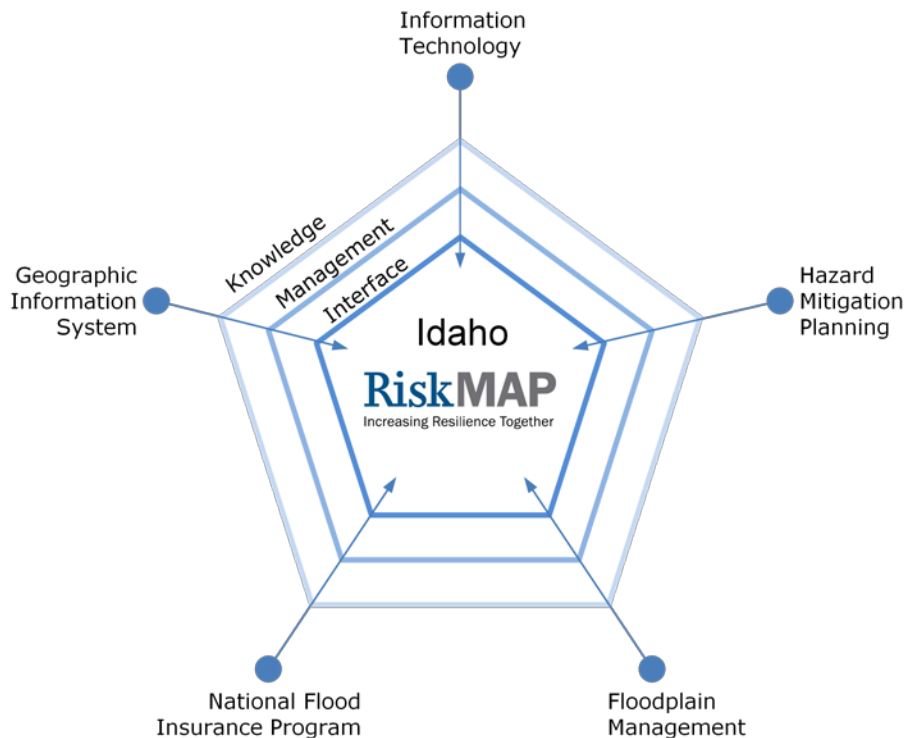 Information
Technology
Knowledge
Management
Interface
Geographic
Information
System
Hazard
Mitigation
Planning
Idaho
RiskMAP
Increasing Resilience Together
National Flood
Insurance Program
Floodplain
Management